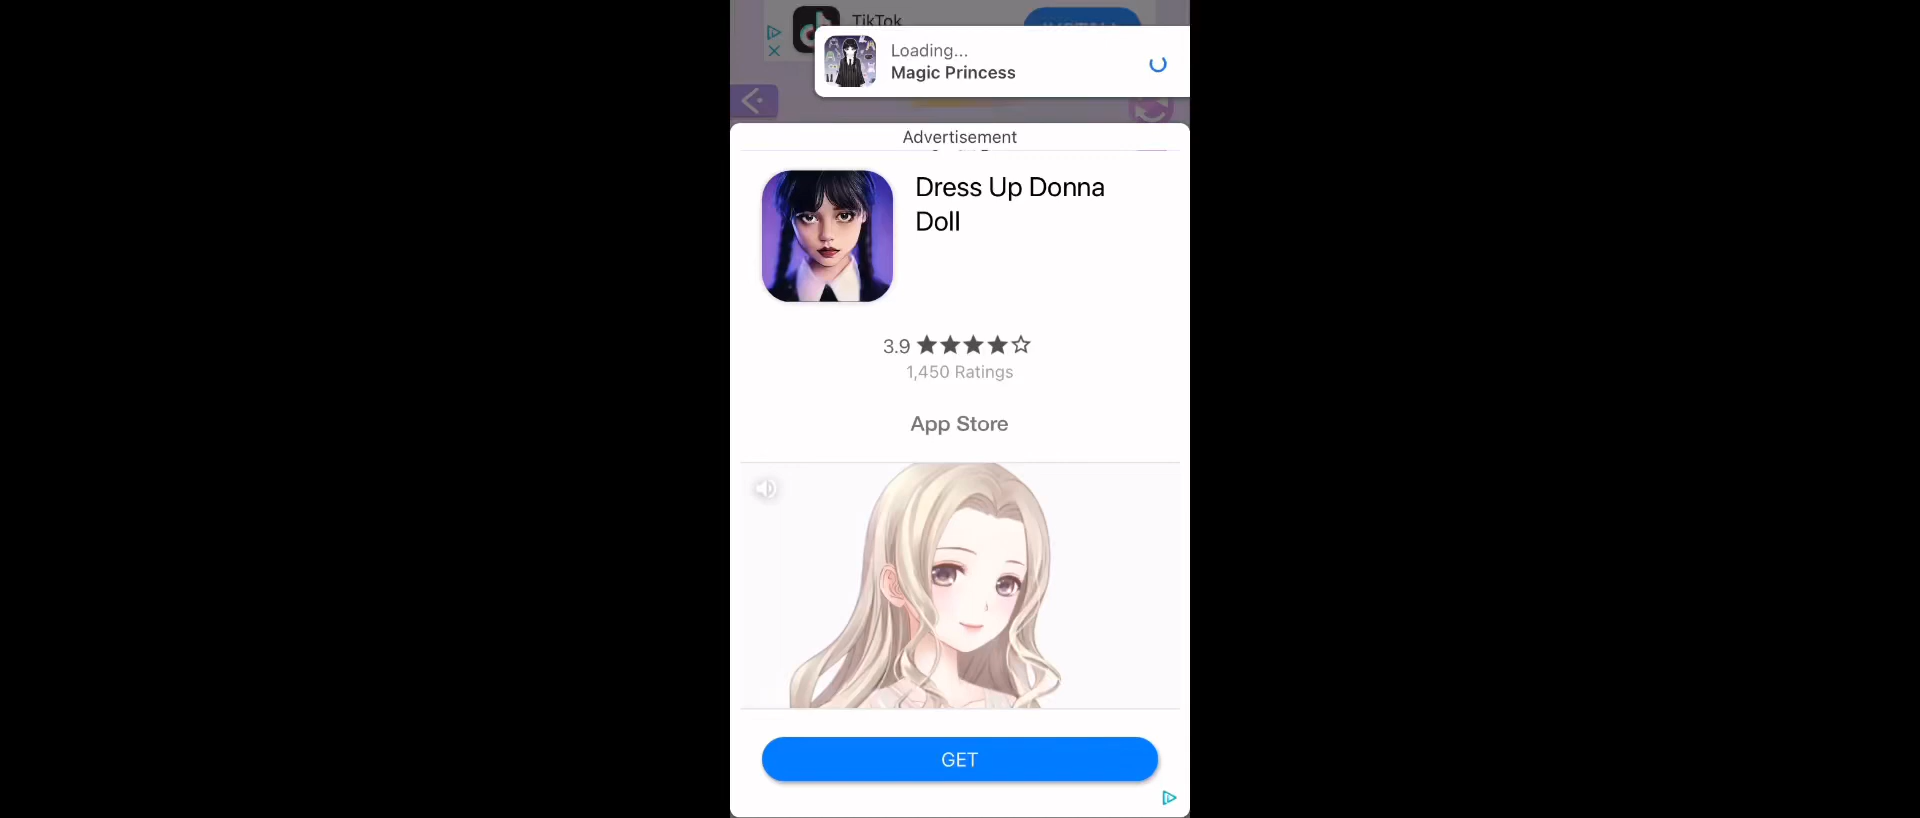 TikTok
Loading...
Magic Princess
Advertisement
Dress Up Donna
Doll
3.9
1,450 Ratings
App Store
GET